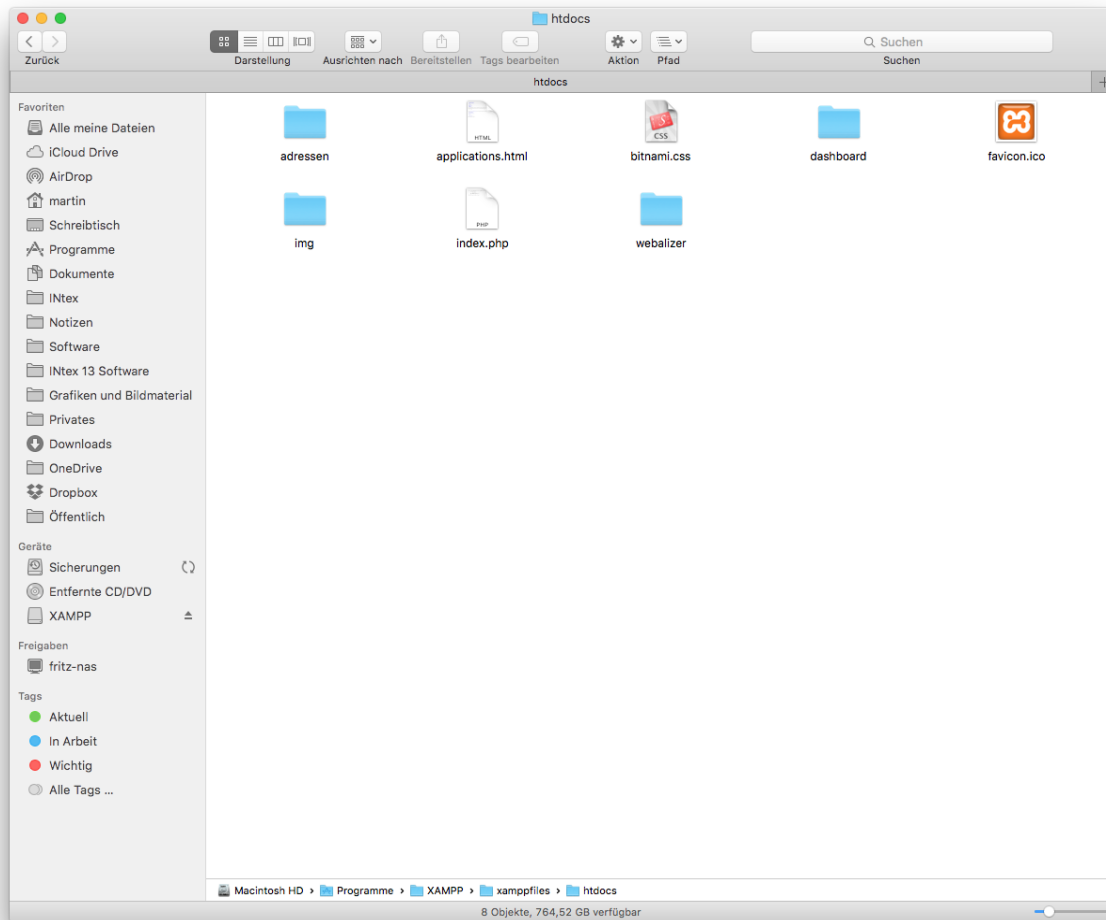 htdocs
Zurück
Darstellung
Ausrichten nach
Bereitstellen
Tags bearbeiten
Aktion
Pfad
Suchen
Suchen
htdocs
Favoriten
Alle meine Dateien
iCloud Drive
AirDrop
martin
Schreibtisch
Programme
Dokumente
INtex
Notizen
Software
INtex 13 Software
Grafiken und Bildmaterial
Privates
Downloads
OneDrive
Dropbox
Öffentlich
Geräte
Sicherungen
Entfernte CD/DVD
XAMPP
Freigaben
fritz-nas
Tags
Aktuell
In Arbeit
Wichtig
Alle Tags ...
adressen
HTML
applications.html
CSS
bitnami.css
dashboard
favicon.ico
img
PHP
index.php
webalizer
Macintosh HD › Programme › XAMPP › xamppfiles › htdocs
8 Objekte, 764,52 GB verfügbar